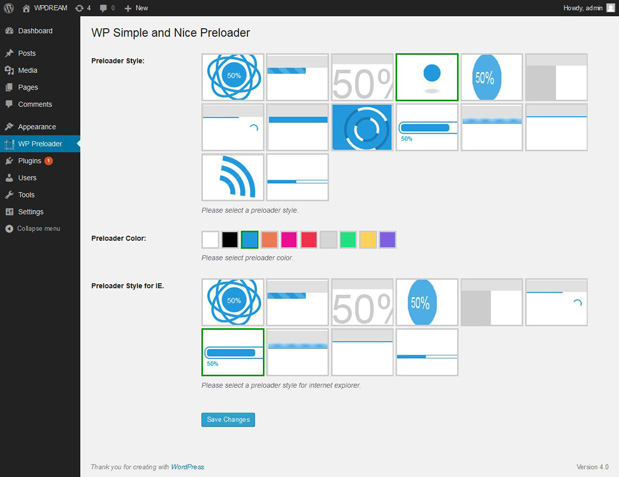 WPDREAM 4 0 New Howdy, admin
Dashboard
Posts
Media
Pages
Comments
Appearance
WP Preloader
Plugins 1
Users
Tools
Settings
Collapse menu
WP Simple and Nice Preloader
Preloader Style:
50%
50%
50%
50%
Please select a preloader style.
Preloader Color:
Please select preloader color.
Preloader Style for IE.
50%
50%
50%
50%
Please select a preloader style for internet explorer.
Save Changes
Thank you for creating with WordPress. Version 4.0